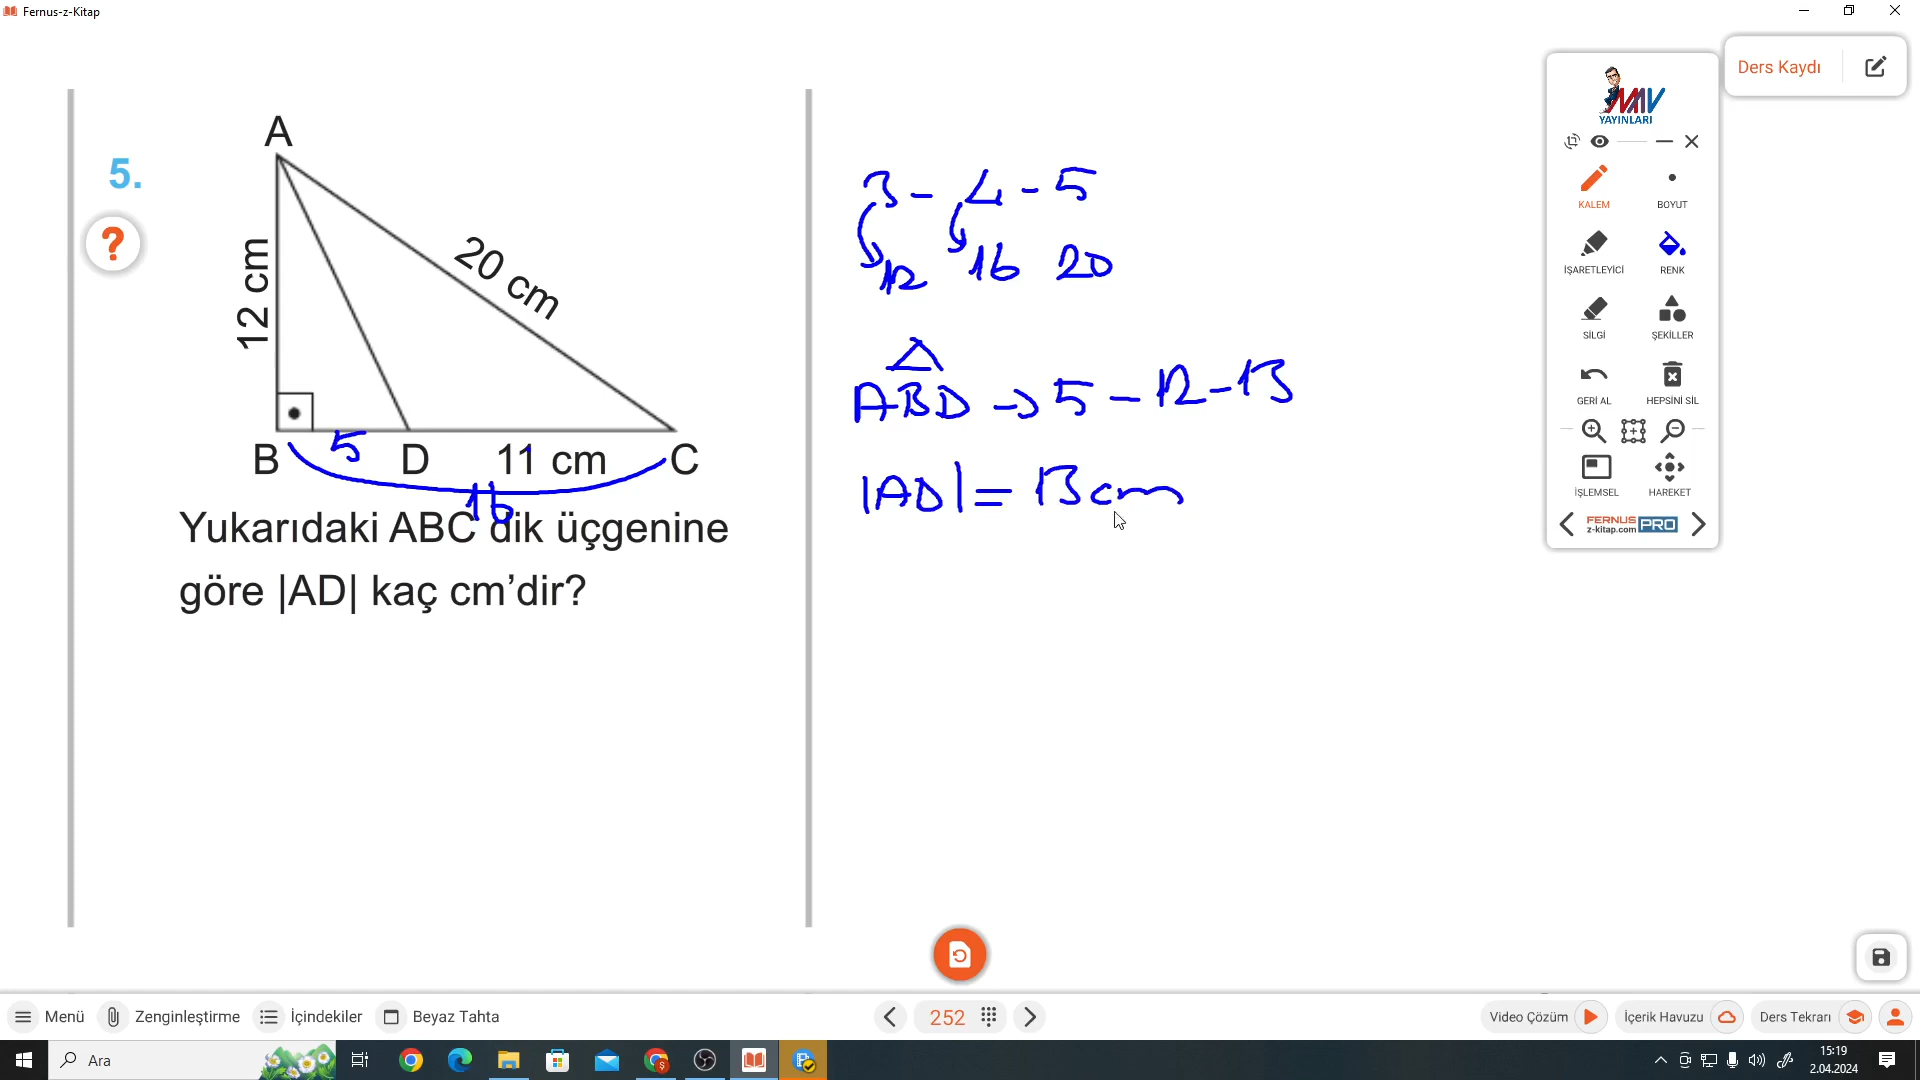 Fernus-z-Kitap
Ders Kaydı
MMV
YAYINLARI
KALEM
BOYUT
İŞARETLEYİCİ
RENK
SİLGİ
ŞEKİLLER
GERİ AL
HEPSİNİ SİL
İŞLEMSEL
HAREKET
FERNUS
z-kitap.com PRO
5.
?
A
12 cm
20 cm
B
5
D
11 cm
C
16
Yukarıdaki ABC dik üçgenine
göre |AD| kaç cm’dir?
3 - 4 - 5
12 16 20
ABD → 5 - 12 - 13
|AD| = 13 cm
Menü
Zenginleştirme
İçindekiler
Beyaz Tahta
252
Video Çözüm
İçerik Havuzu
Ders Tekrarı
Ara
15:19
2.04.2024